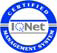 CERTIFIED
IQNet
MANAGEMENT SYSTEM